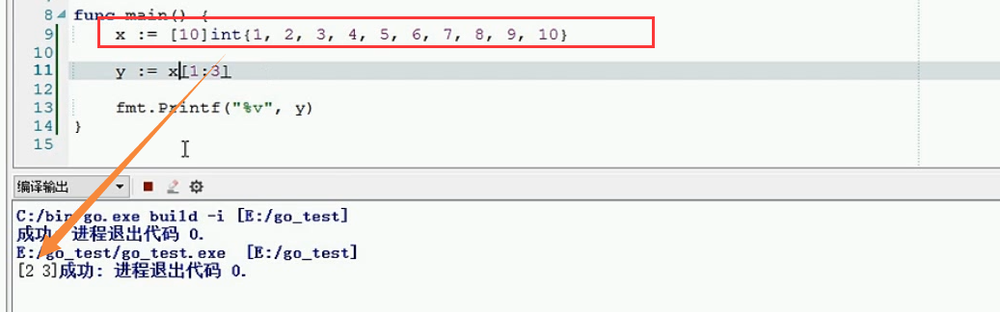 8 func main() {
9 x := [10]int{1, 2, 3, 4, 5, 6, 7, 8, 9, 10}
10
11 y := x[1:3]
12
13 fmt.Printf("%v", y)
14 }
15
编译输出
C:/bin/go.exe build -i [E:/go_test]
成功: 进程退出代码 0.
E:/go_test/go_test.exe [E:/go_test]
[2 3]成功: 进程退出代码 0.